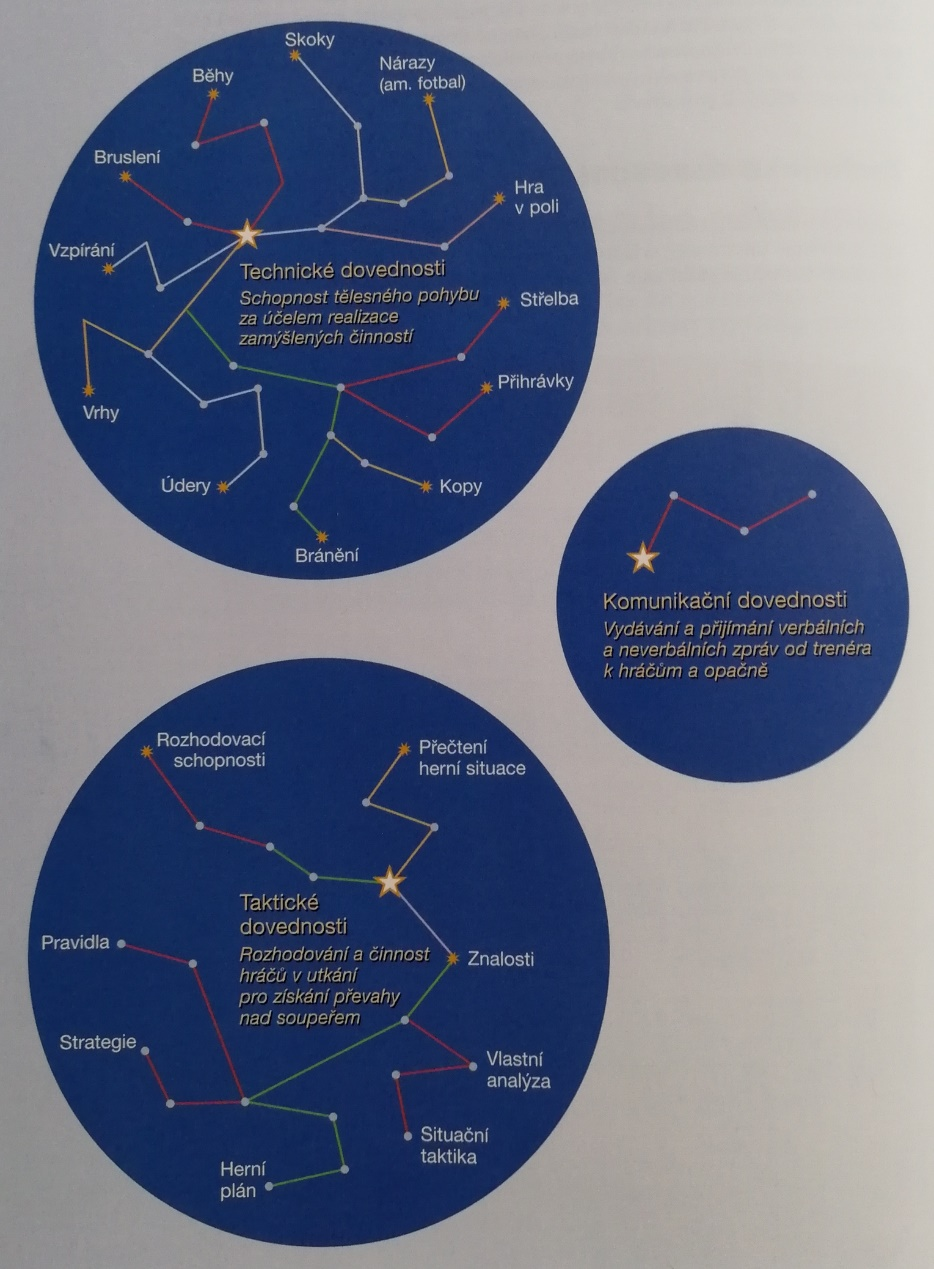 Skoky
Nárazy
(am. fotbal)
Běhy
Bruslení
Hra
v poli
Vzpírání
Technické dovednosti
Schopnost tělesného pohybu
za účelem realizace
zamýšlených činností
Střelba
Přihrávky
Vrhy
Údery
Kopy
Bránění
Komunikační dovednosti
Vydávání a přijímání verbálních
a neverbálních zpráv od trenéra
k hráčům a opačně
Rozhodovací
schopnosti
Přečtení
herní situace
Taktické
dovednosti
Rozhodování a činnost
hráčů v utkání
pro získání převahy
nad soupeřem
Pravidla
Znalosti
Strategie
Vlastní
analýza
Situační
taktika
Herní
plán